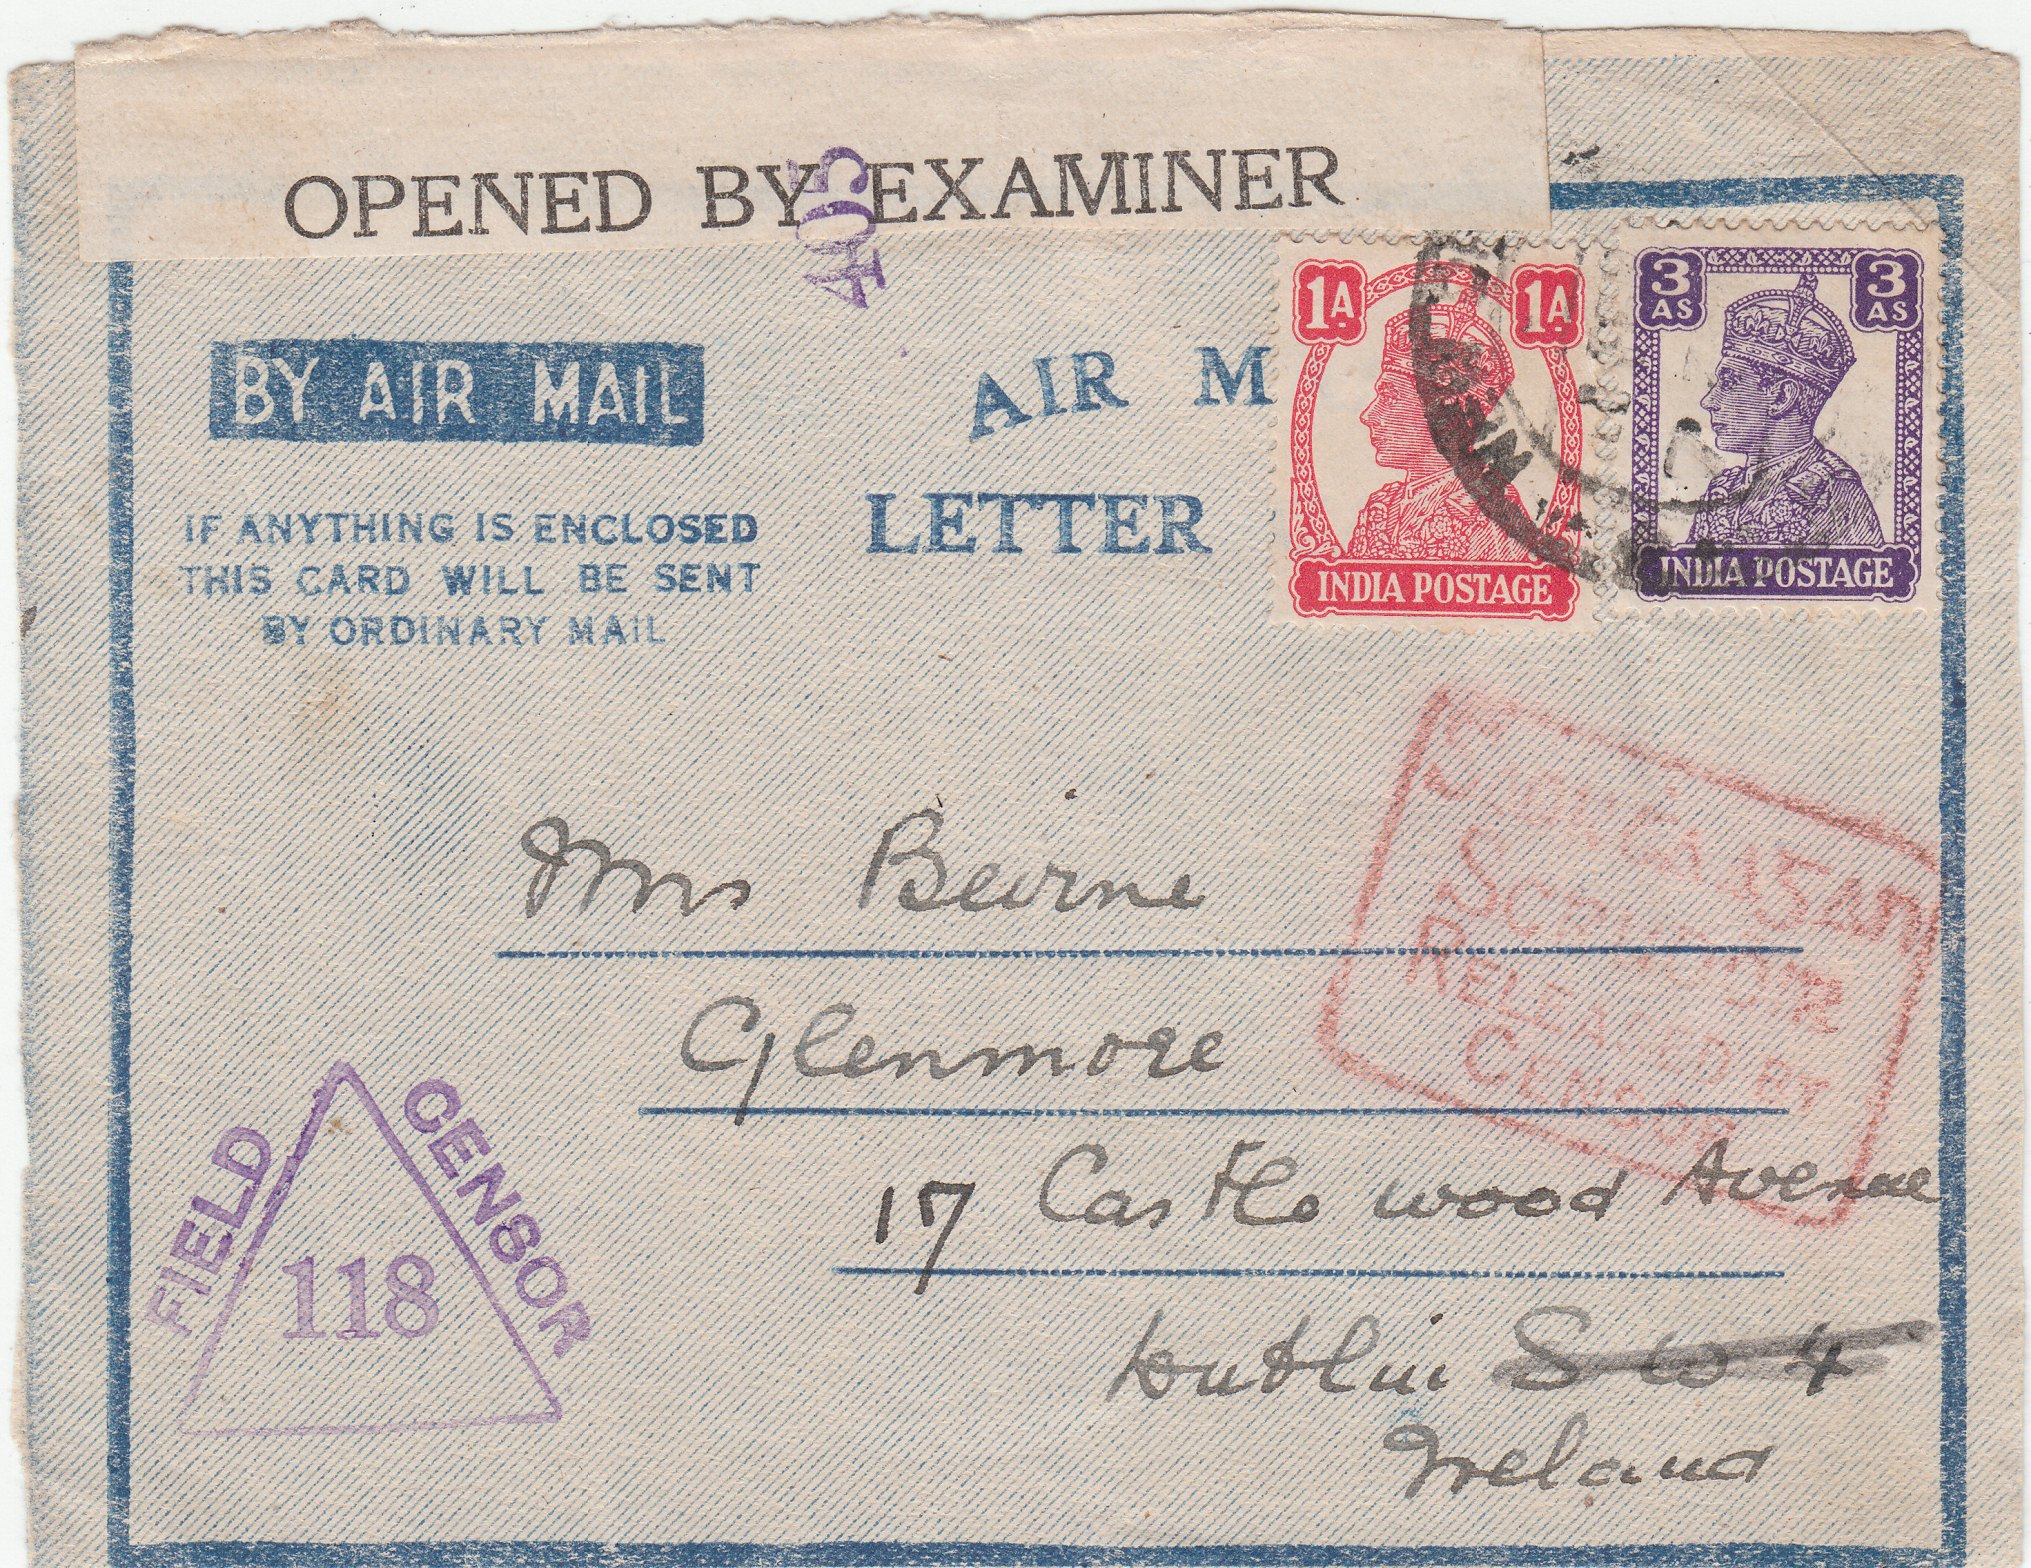 OPENED BY EXAMINER
405
BY AIR MAIL
AIR M
LETTER
IF ANYTHING IS ENCLOSED
THIS CARD WILL BE SENT
BY ORDINARY MAIL
1A. 1A.
INDIA POSTAGE
3 AS 3 AS
INDIA POSTAGE
RELEASED BY
CENSOR
Mrs Beirne
Glenmore
17 Castlewood Avenue
Dublin S W 4
Ireland
FIELD CENSOR
118